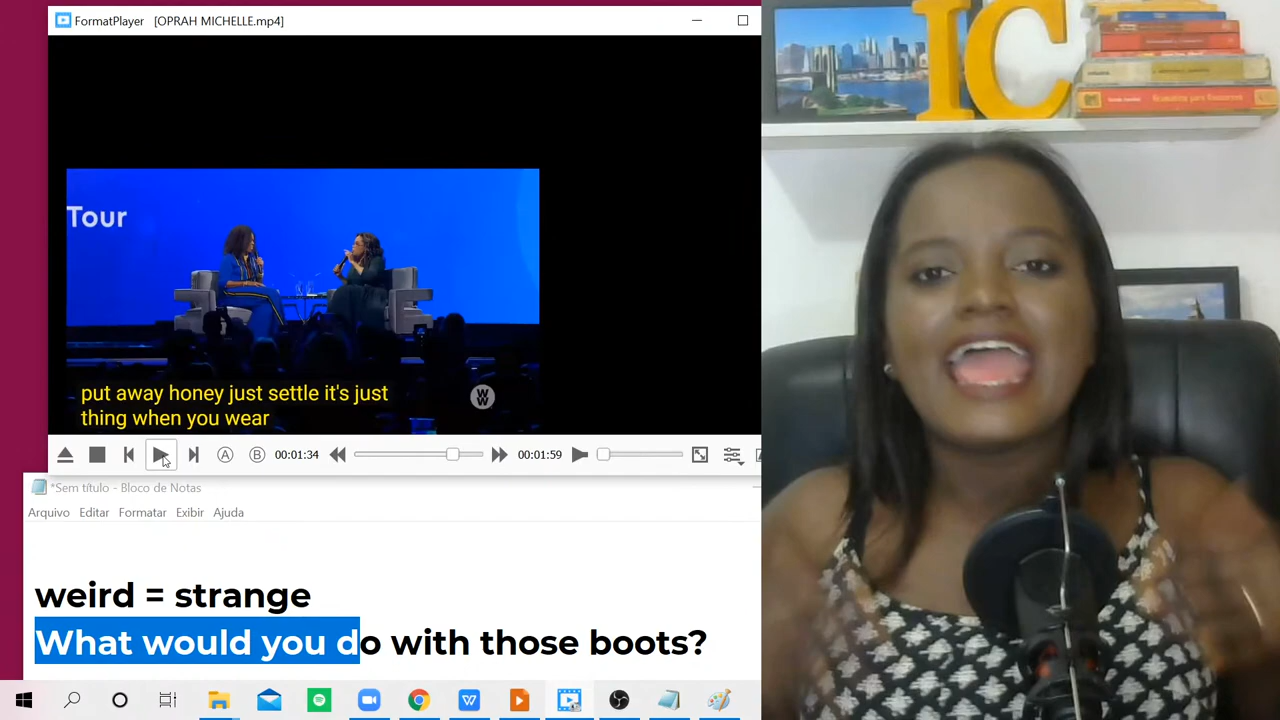 FormatPlayer [OPRAH MICHELLE.mp4]
IC
Tour
put away honey just settle it's just
thing when you wear
W
W
A
B
00:01:34
00:01:59
*Sem título - Bloco de Notas
Arquivo Editar Formatar Exibir Ajuda
weird = strange
What would you do with those boots?